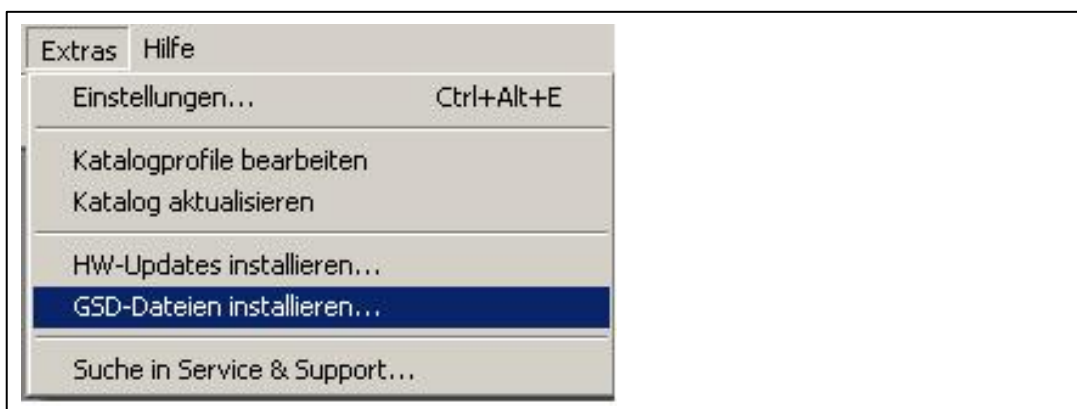 Extras Hilfe
Einstellungen... Ctrl+Alt+E
Katalogprofile bearbeiten
Katalog aktualisieren
HW-Updates installieren...
GSD-Dateien installieren...
Suche in Service & Support...